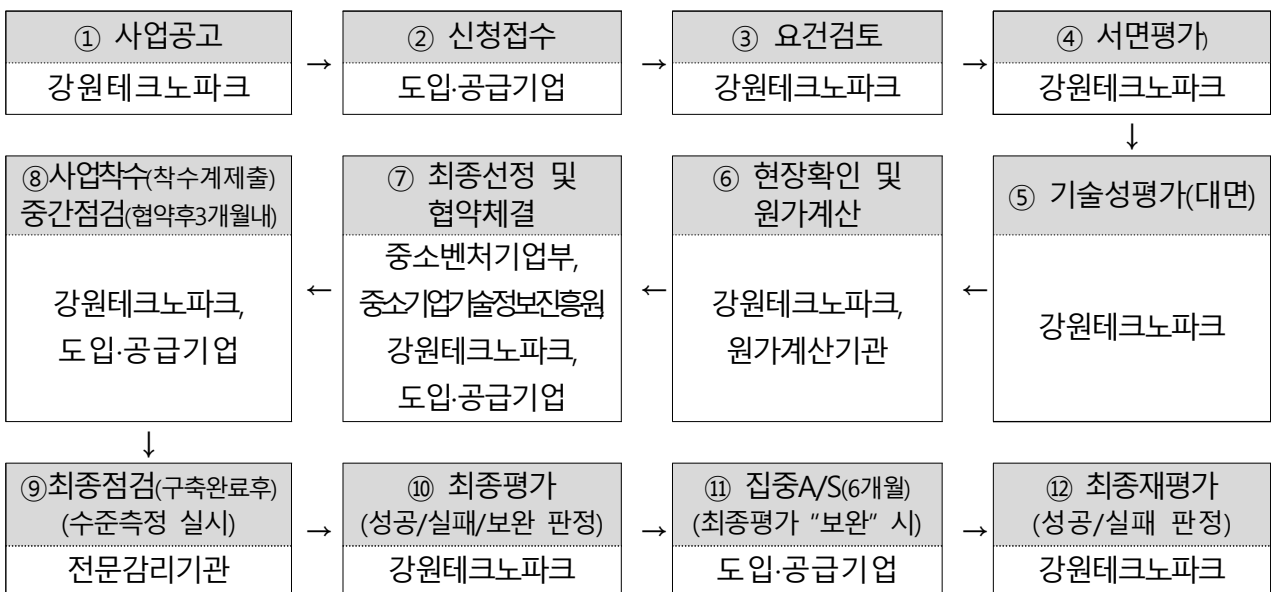 ① 사업공고
강원테크노파크
→
② 신청접수
도입·공급기업
→
③ 요건검토
강원테크노파크
→
④ 서면평가)
강원테크노파크
↓
⑤ 기술성평가(대면)
강원테크노파크
←
⑥ 현장확인 및
원가계산
강원테크노파크,
원가계산기관
←
⑦ 최종선정 및
협약체결
중소벤처기업부,
중소기업기술정보진흥원,
강원테크노파크,
도입·공급기업
←
⑧사업착수(착수계제출)
중간점검(협약후3개월내)
강원테크노파크,
도입·공급기업
↓
⑨최종점검(구축완료후)
(수준측정 실시)
전문감리기관
→
⑩ 최종평가
(성공/실패/보완 판정)
강원테크노파크
→
⑪ 집중A/S(6개월)
(최종평가 “보완” 시)
도입·공급기업
→
⑫ 최종재평가
(성공/실패 판정)
강원테크노파크